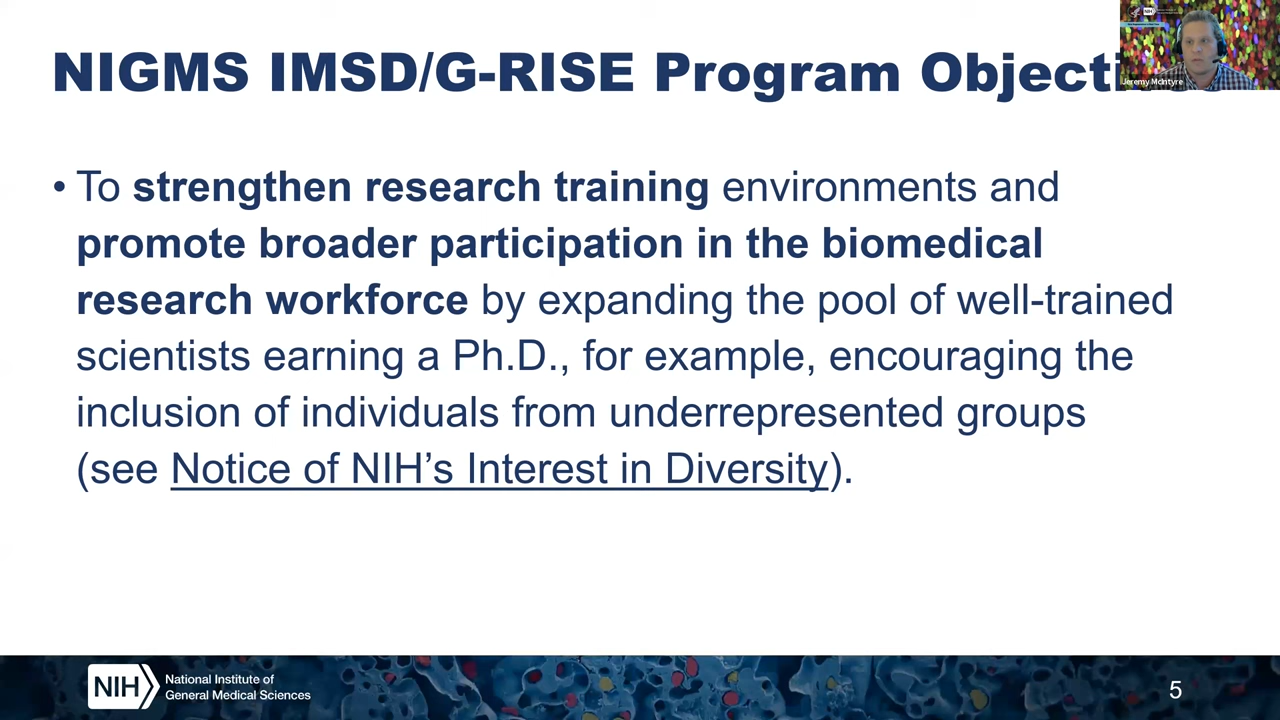 NIGMS IMSD/G-RISE Program Objecti
NIH
Jeremy McIntyre
• To strengthen research training environments and
promote broader participation in the biomedical
research workforce by expanding the pool of well-trained
scientists earning a Ph.D., for example, encouraging the
inclusion of individuals from underrepresented groups
(see Notice of NIH’s Interest in Diversity).
NIH
National Institute of
General Medical Sciences
5